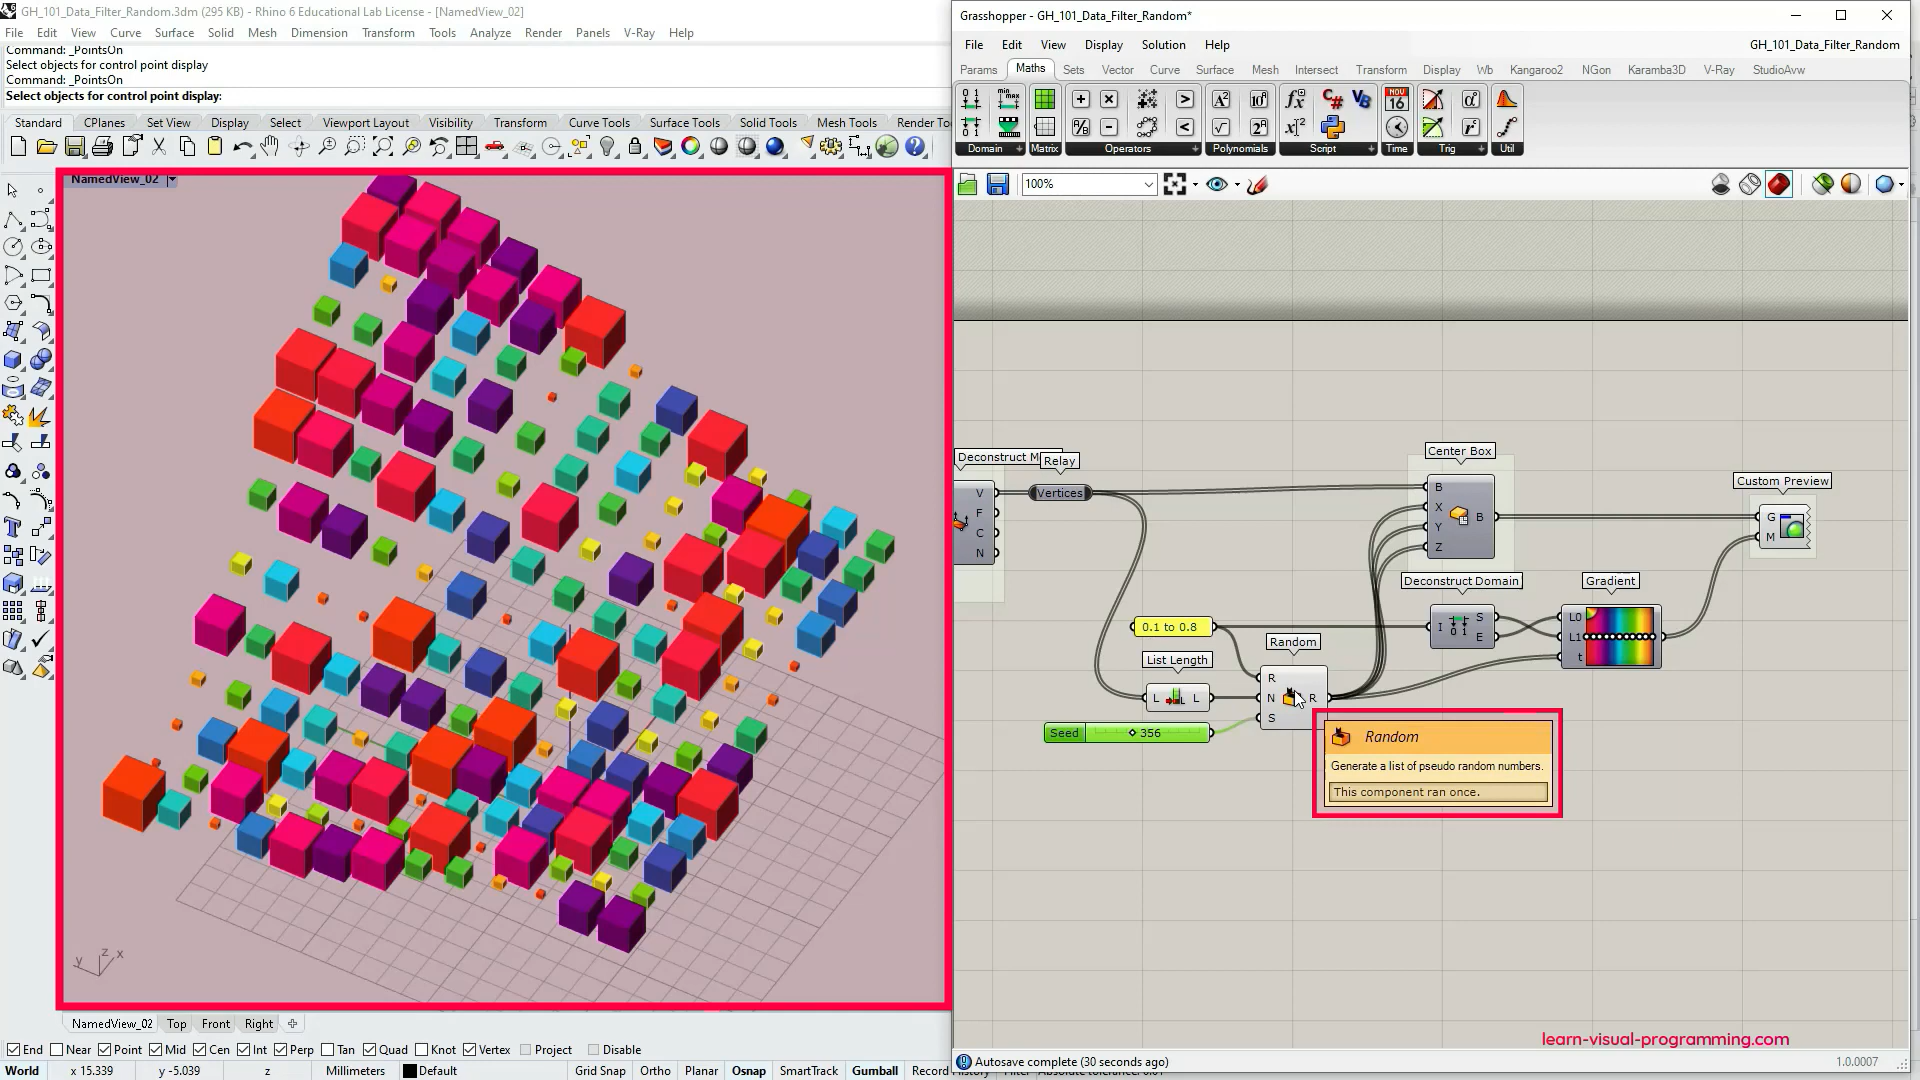 GH_101_Data_Filter_Random.3dm (295 KB) - Rhino 6 Educational Lab License - [NamedView_02]
File Edit View Curve Surface Solid Mesh Dimension Transform Tools Analyze Render Panels V-Ray Help
Command: _PointsOn
Select objects for control point display
Command: _PointsOn
Select objects for control point display:
Standard CPlanes Set View Display Select Viewport Layout Visibility Transform Curve Tools Surface Tools Solid Tools Mesh Tools Render To
NamedView_02
z
y x
NamedView_02 Top Front Right
End Near Point Mid Cen Int Perp Tan Quad Knot Vertex Project Disable
World x 15.339 y -5.039 z Millimeters Default Grid Snap Ortho Planar Osnap SmartTrack Gumball Record
Grasshopper - GH_101_Data_Filter_Random*
File Edit View Display Solution Help GH_101_Data_Filter_Random
Params Maths Sets Vector Curve Surface Mesh Intersect Transform Display Wb Kangaroo2 NGon Karamba3D V-Ray StudioAvw
Domain Matrix Operators Polynomials Script Time Trig Util
100%
Center Box
Deconstruct M
Relay
Custom Preview
V
F
C
N
Vertices
B
X
Y
Z
B
G
M
Deconstruct Domain
Gradient
0.1 to 0.8
I S
E
L0
L1
t
Random
List Length
R
N R
S
L L
Seed 356
Random
Generate a list of pseudo random numbers.
This component ran once.
learn-visual-programming.com
Autosave complete (30 seconds ago) 1.0.0007